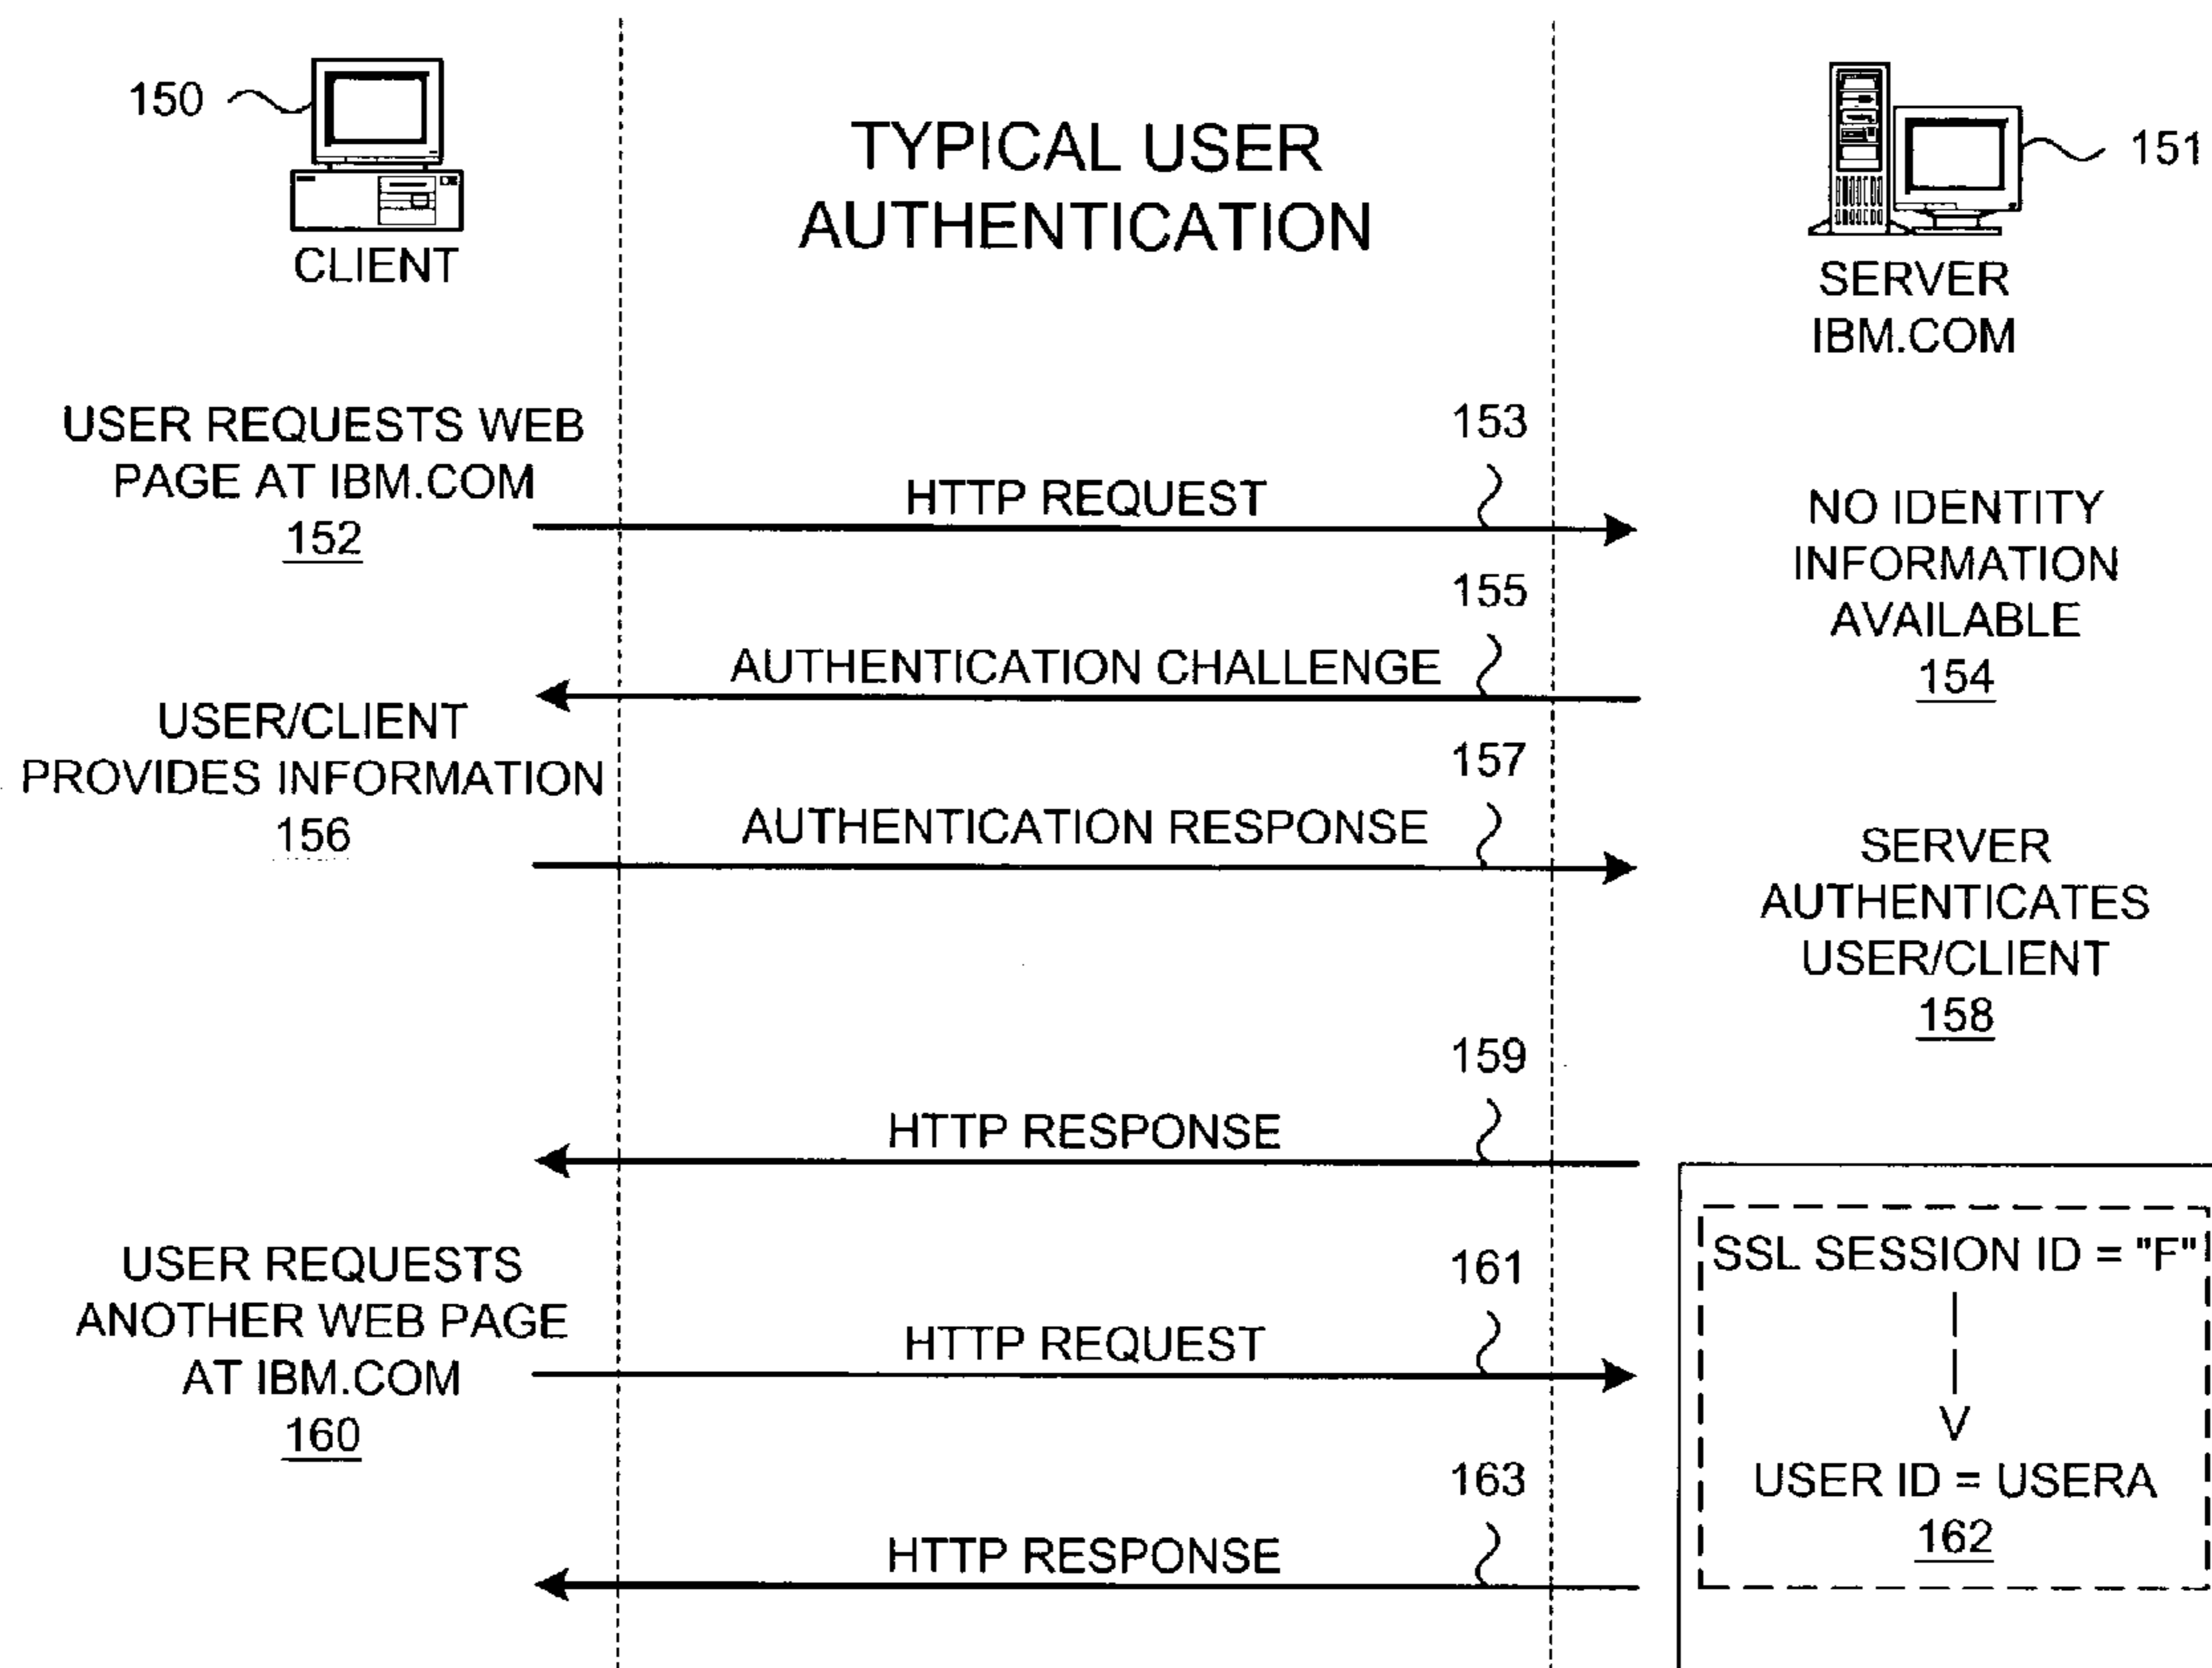 150
CLIENT
TYPICAL USER
AUTHENTICATION
151
SERVER
IBM.COM
USER REQUESTS WEB
PAGE AT IBM.COM
152
153
HTTP REQUEST
NO IDENTITY
INFORMATION
AVAILABLE
154
155
AUTHENTICATION CHALLENGE
USER/CLIENT
PROVIDES INFORMATION
156
157
AUTHENTICATION RESPONSE
SERVER
AUTHENTICATES
USER/CLIENT
158
159
HTTP RESPONSE
USER REQUESTS
ANOTHER WEB PAGE
AT IBM.COM
160
161
HTTP REQUEST
SSL SESSION ID = "F"
V
USER ID = USERA
162
163
HTTP RESPONSE